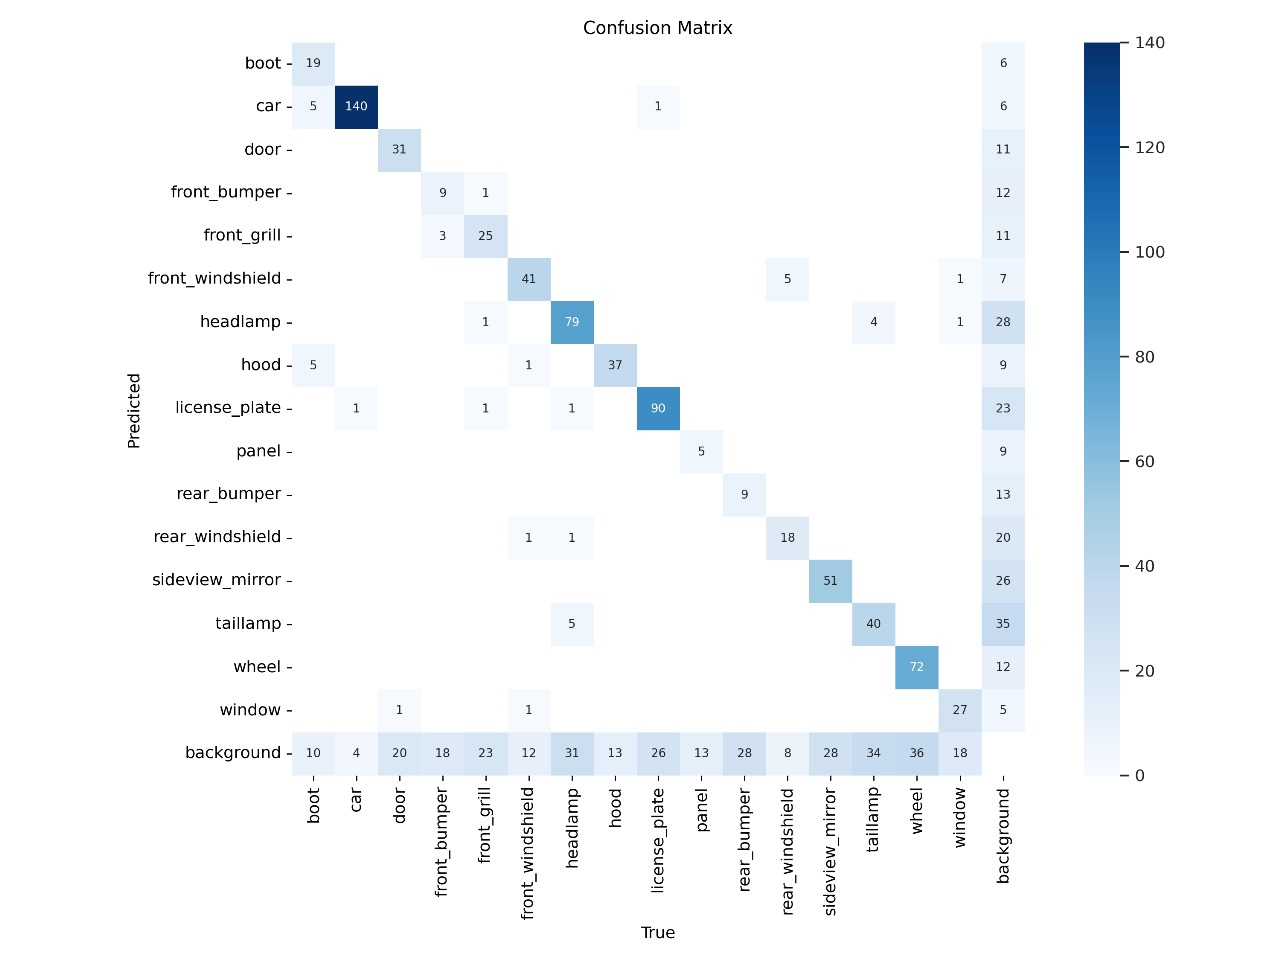 Confusion Matrix
boot 19 6
car 5 140 1 6
door 31 11
front_bumper 9 1 12
front_grill 3 25 11
front_windshield 41 5 1 7
headlamp 1 79 4 1 28
hood 5 1 37 9
license_plate 1 1 1 90 23
panel 5 9
rear_bumper 9 13
rear_windshield 1 1 18 20
sideview_mirror 51 26
taillamp 5 40 35
wheel 72 12
window 1 1 27 5
background 10 4 20 18 23 12 31 13 26 13 28 8 28 34 36 18
Predicted
boot
car
door
front_bumper
front_grill
front_windshield
headlamp
hood
license_plate
panel
rear_bumper
rear_windshield
sideview_mirror
taillamp
wheel
window
background
True
140
120
100
80
60
40
20
0